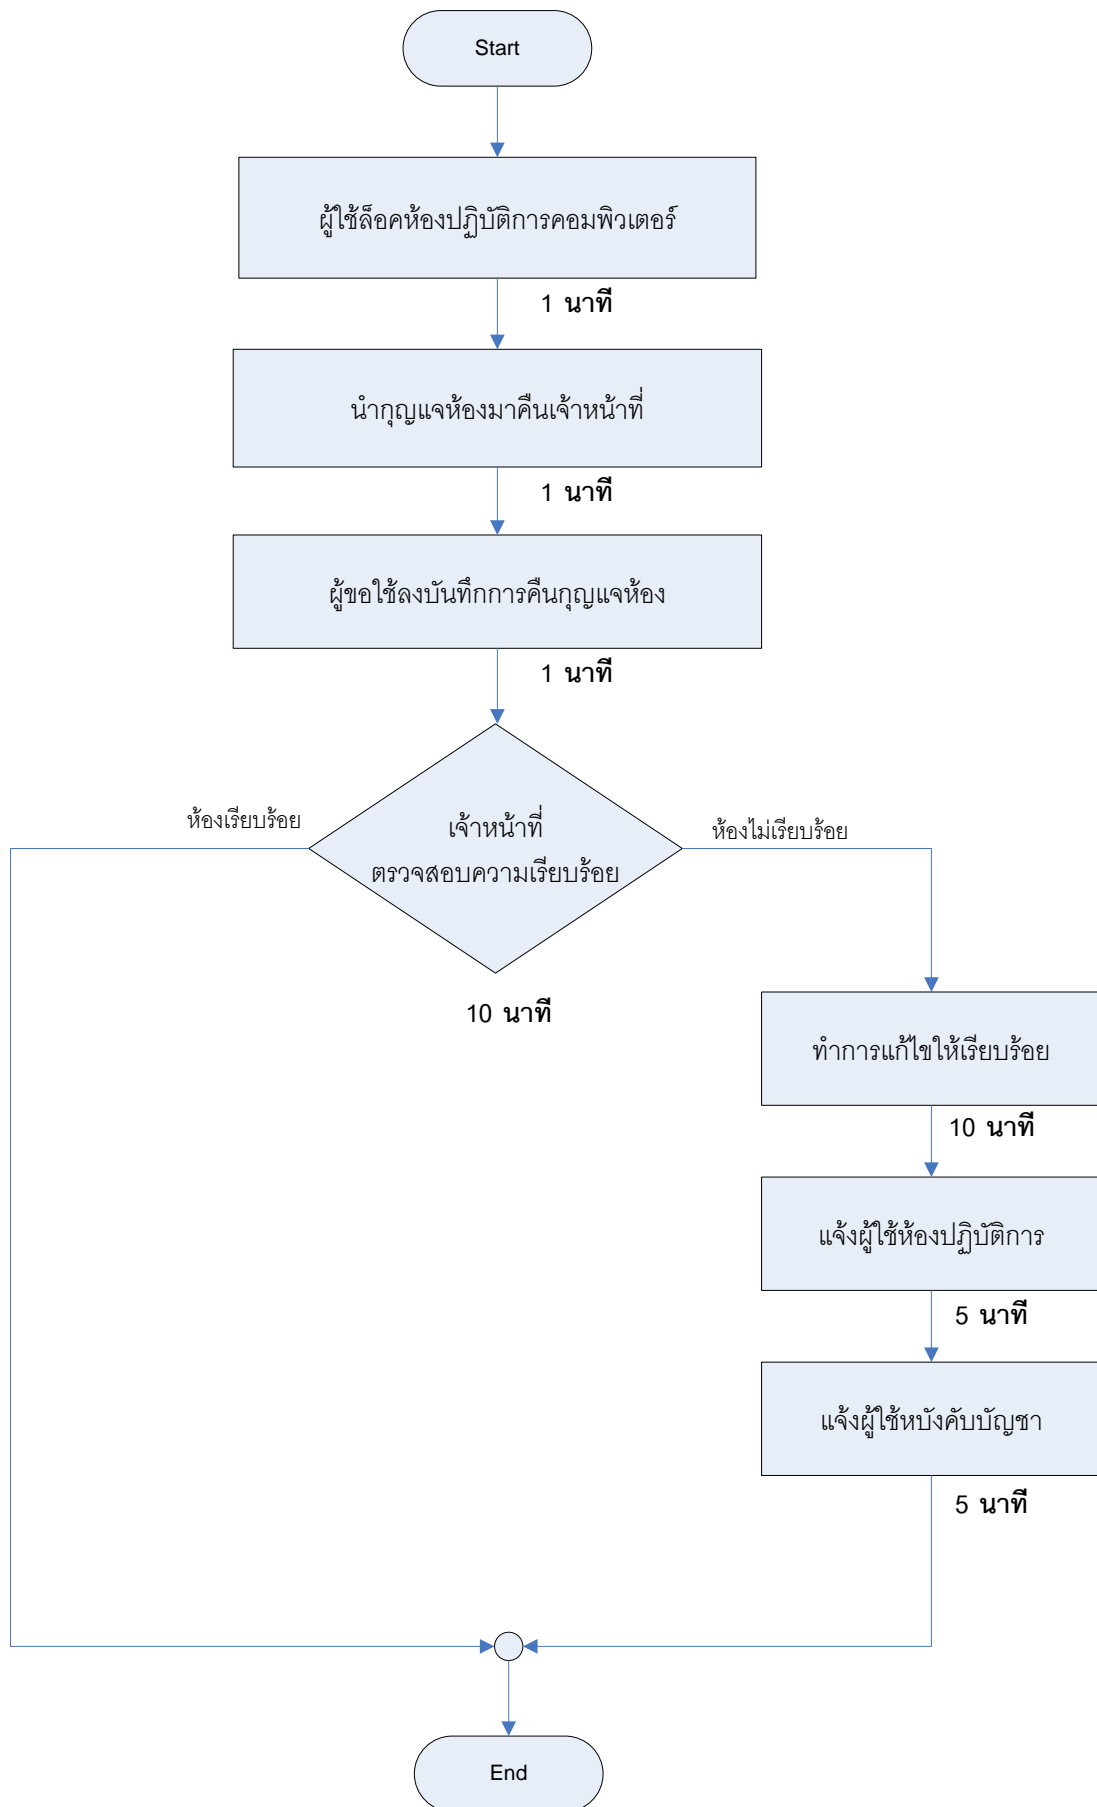 Start
ผู้ใช้ล็อคห้องปฏิบัติการคอมพิวเตอร์
1 นาที
นำกุญแจห้องมาคืนเจ้าหน้าที่
1 นาที
ผู้ขอใช้ลงบันทึกการคืนกุญแจห้อง
1 นาที
ห้องเรียบร้อย
เจ้าหน้าที่
ตรวจสอบความเรียบร้อย
ห้องไม่เรียบร้อย
10 นาที
ทำการแก้ไขให้เรียบร้อย
10 นาที
แจ้งผู้ใช้ห้องปฏิบัติการ
5 นาที
แจ้งผู้ใช้หบังคับบัญชา
5 นาที
End